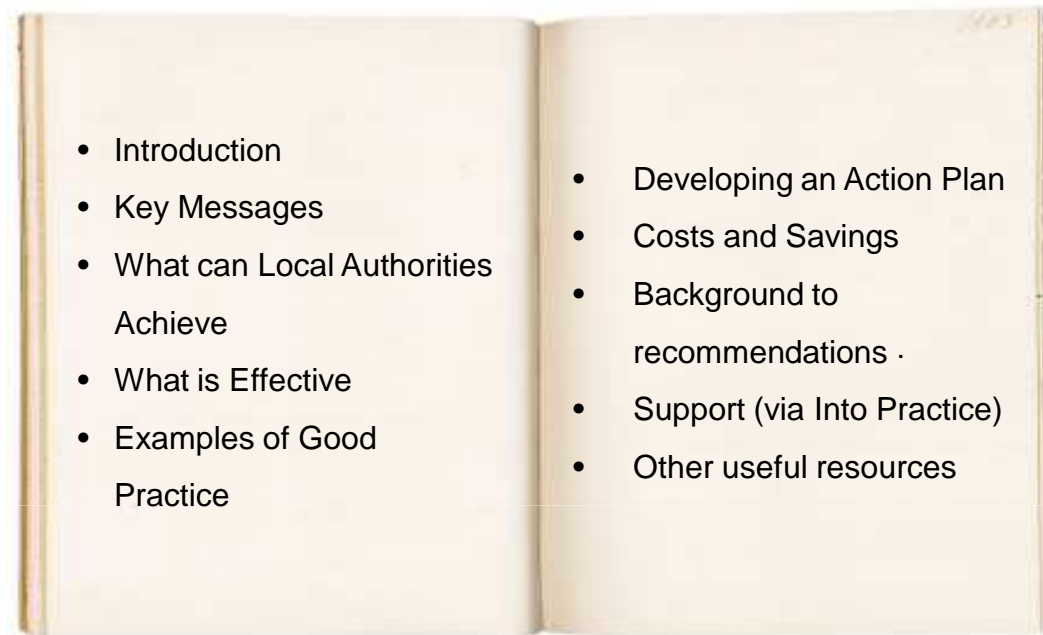 • Introduction
• Key Messages
• What can Local Authorities
Achieve
• What is Effective
• Examples of Good
Practice
• Developing an Action Plan
• Costs and Savings
• Background to
recommendations .
• Support (via Into Practice)
• Other useful resources